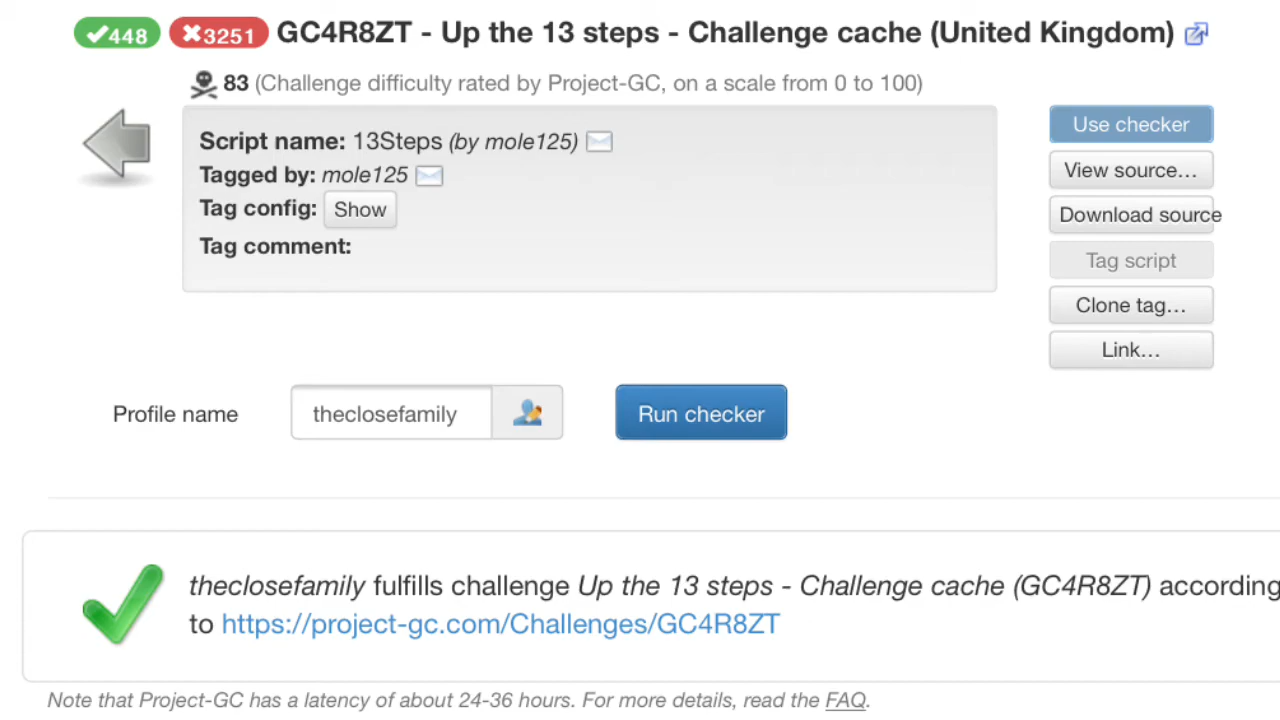 448 3251 GC4R8ZT - Up the 13 steps - Challenge cache (United Kingdom)
83 (Challenge difficulty rated by Project-GC, on a scale from 0 to 100)
Script name: 13Steps (by mole125)
Tagged by: mole125
Tag config: Show
Tag comment:
Use checker
View source...
Download source
Tag script
Clone tag...
Link...
Profile name theclosefamily Run checker
theclosefamily fulfills challenge Up the 13 steps - Challenge cache (GC4R8ZT) according
to https://project-gc.com/Challenges/GC4R8ZT
Note that Project-GC has a latency of about 24-36 hours. For more details, read the FAQ.